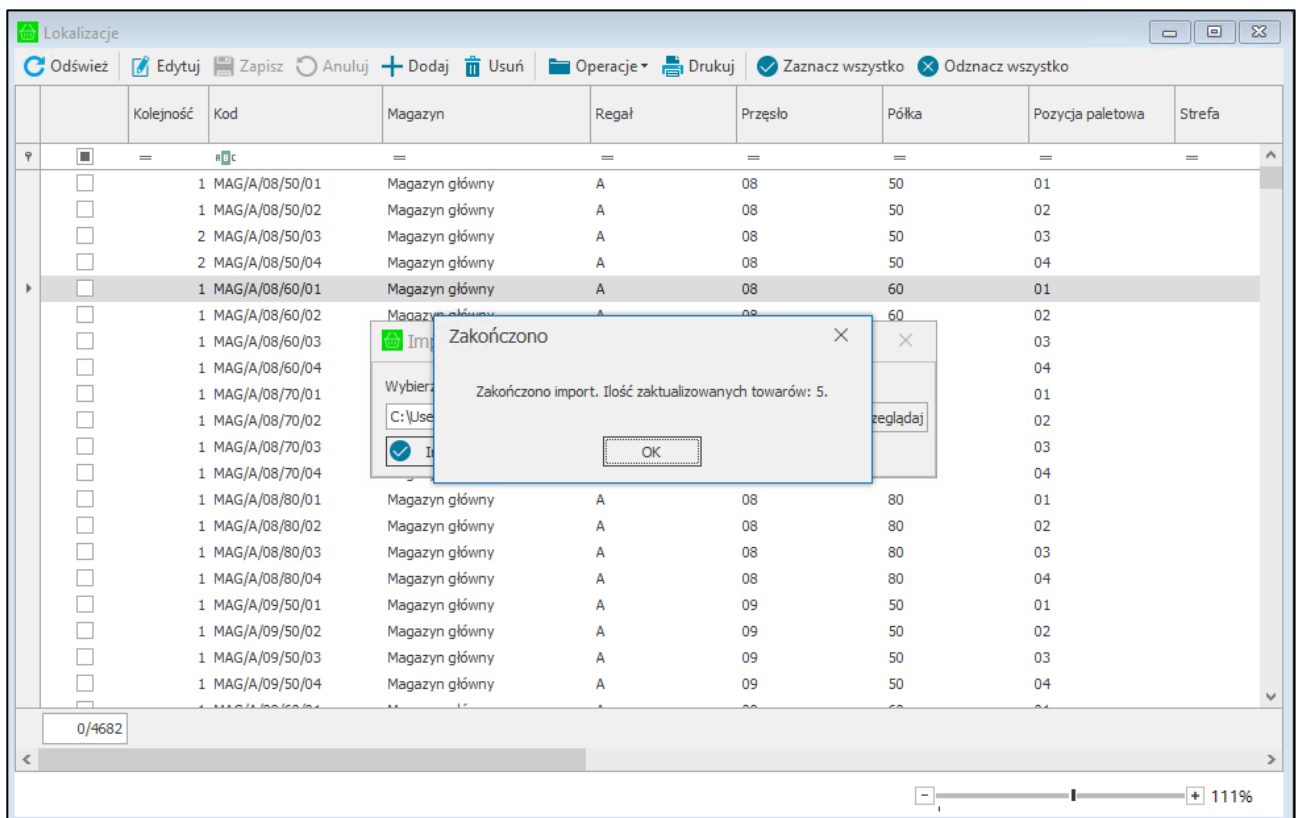 Lokalizacje
Odśwież Edytuj Zapisz Anuluj Dodaj Usuń Operacje Drukuj Zaznacz wszystko Odznacz wszystko
Kolejność Kod Magazyn Regał Przęsło Półka Pozycja paletowa Strefa
= ABC = = = = = =
1 MAG/A/08/50/01 Magazyn główny A 08 50 01
1 MAG/A/08/50/02 Magazyn główny A 08 50 02
2 MAG/A/08/50/03 Magazyn główny A 08 50 03
2 MAG/A/08/50/04 Magazyn główny A 08 50 04
1 MAG/A/08/60/01 Magazyn główny A 08 60 01
1 MAG/A/08/60/02 Magazyn główny A 08 60 02
1 MAG/A/08/60/03 03
1 MAG/A/08/60/04 04
1 MAG/A/08/70/01 01
1 MAG/A/08/70/02 02
1 MAG/A/08/70/03 03
1 MAG/A/08/70/04 04
Imp
Wybierz
C:\Use
zeglądaj
Zakończono
Zakończono import. Ilość zaktualizowanych towarów: 5.
OK
1 MAG/A/08/80/01 Magazyn główny A 08 80 01
1 MAG/A/08/80/02 Magazyn główny A 08 80 02
1 MAG/A/08/80/03 Magazyn główny A 08 80 03
1 MAG/A/08/80/04 Magazyn główny A 08 80 04
1 MAG/A/09/50/01 Magazyn główny A 09 50 01
1 MAG/A/09/50/02 Magazyn główny A 09 50 02
1 MAG/A/09/50/03 Magazyn główny A 09 50 03
1 MAG/A/09/50/04 Magazyn główny A 09 50 04
0/4682
111%